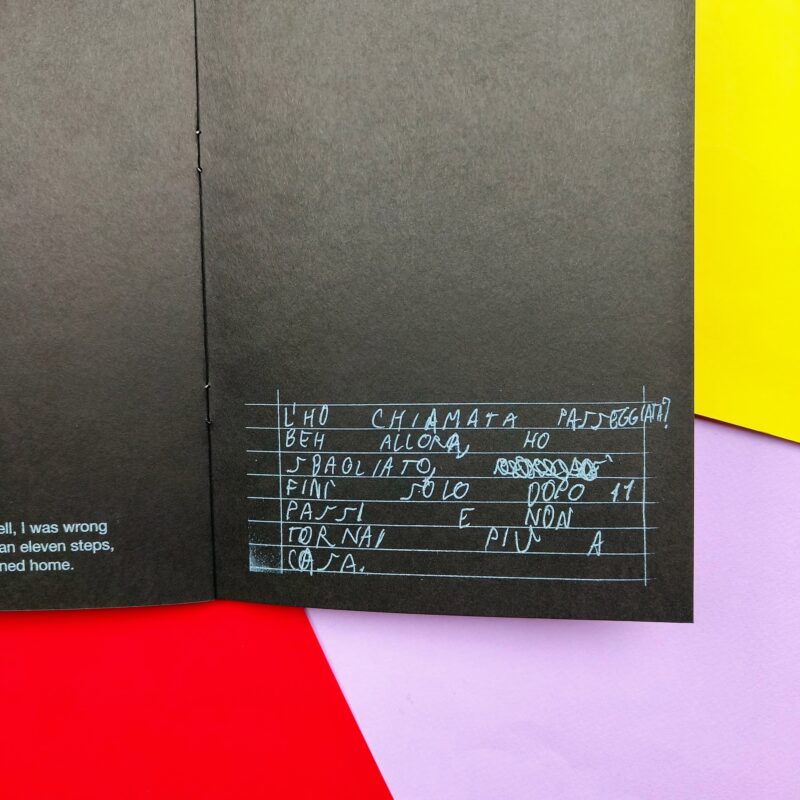 ell, I was wrong
an eleven steps,
ned home.
L'HO CHIAMATA PASSEGGIATA?
BEH ALLORA, HO
SBAGLIATO,
FINÌ SOLO DOPO 11
PASSI E NON
TORNAI PIÙ A
CASA.